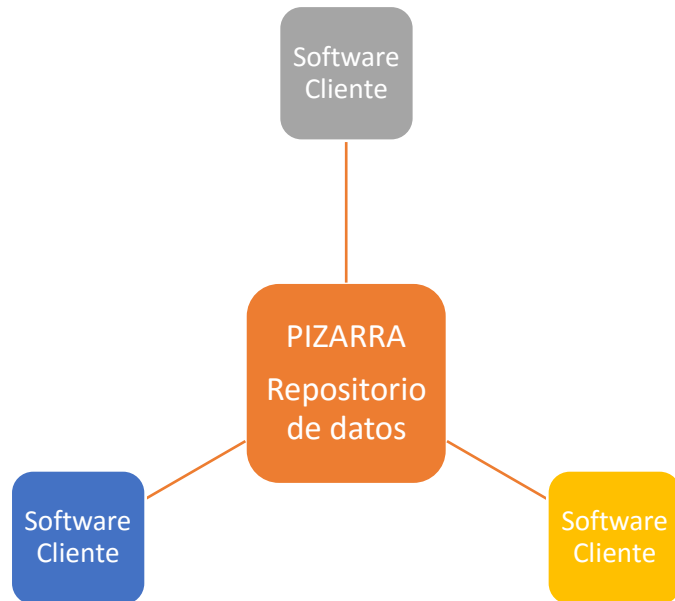 Software
Cliente
PIZARRA
Repositorio
de datos
Software
Cliente
Software
Cliente